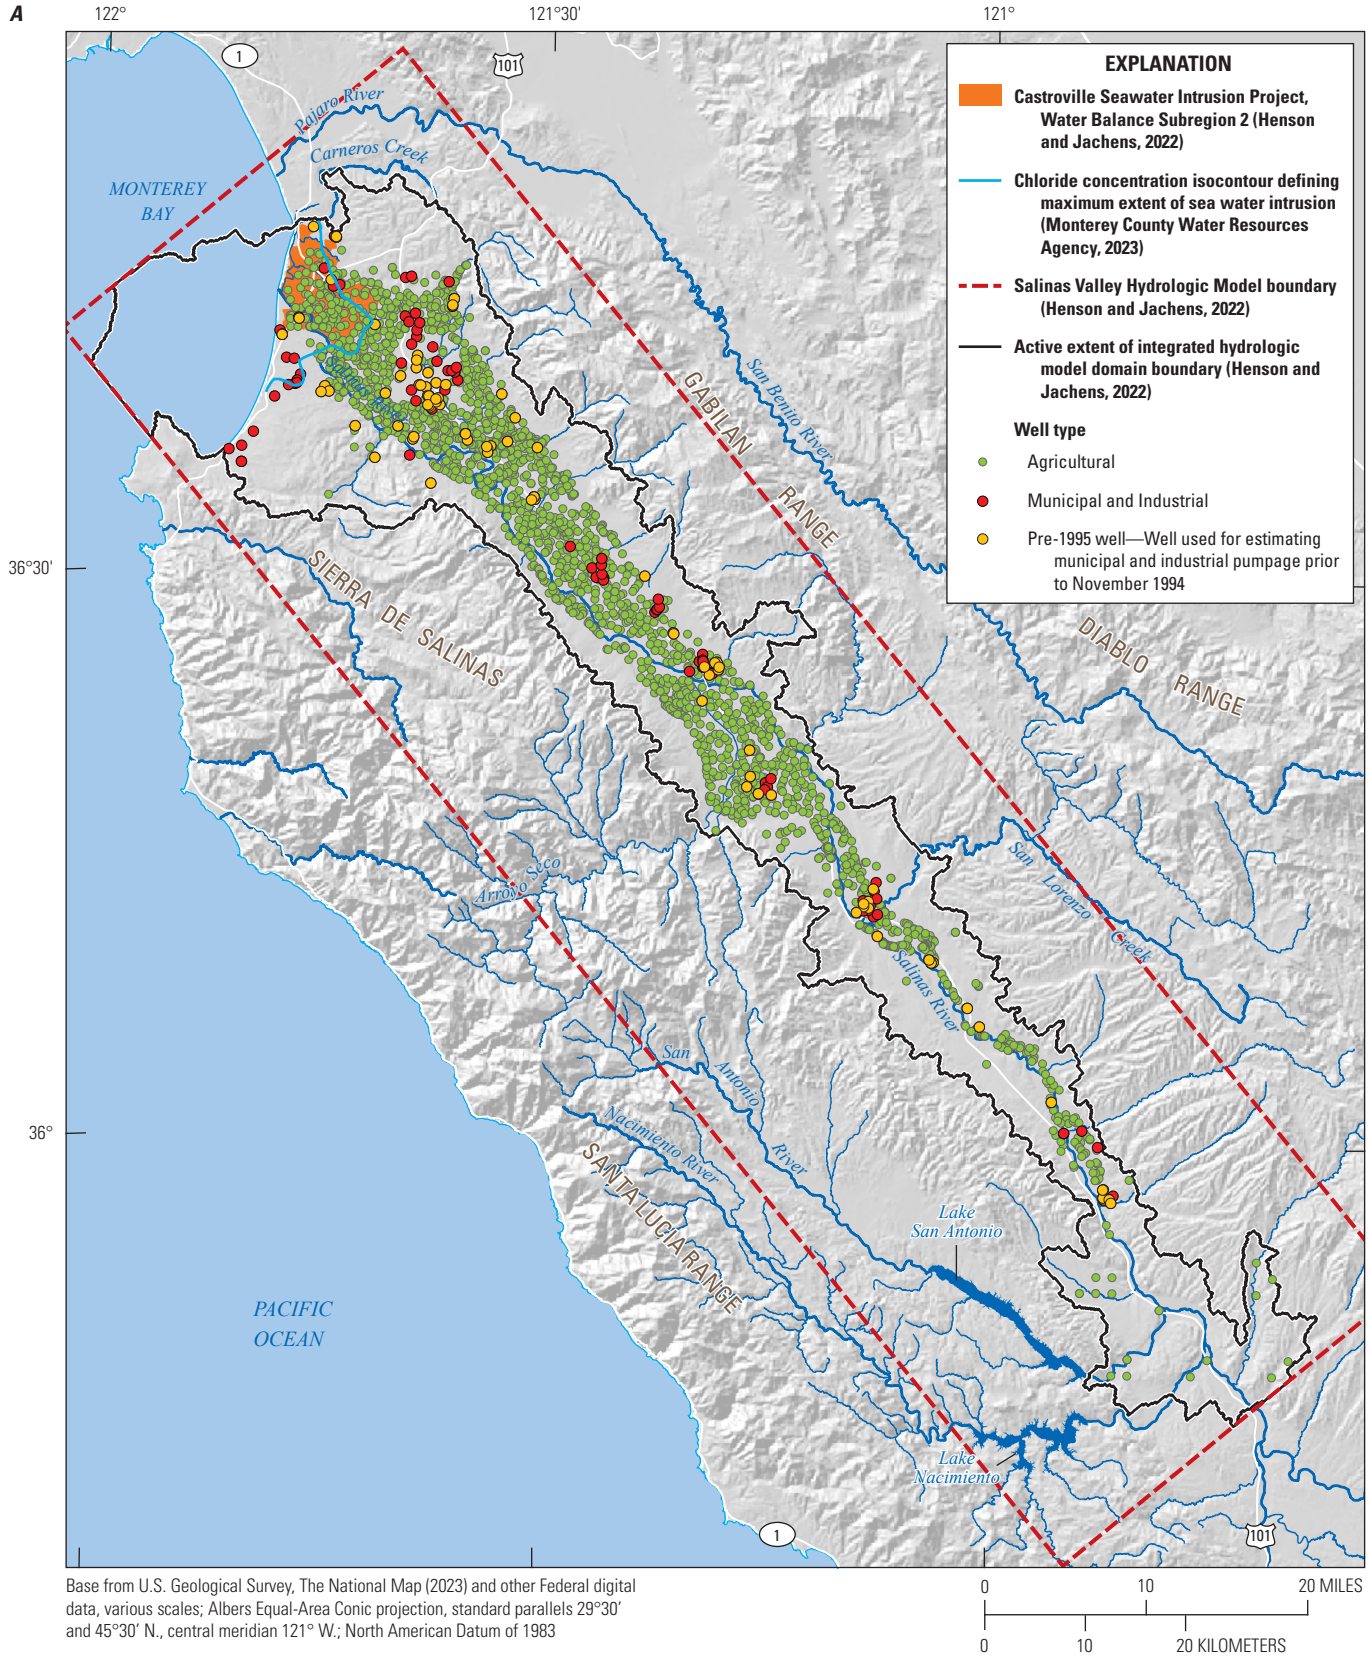 A
122°
121°30'
121°
1
101
EXPLANATION
Castroville Seawater Intrusion Project,
Water Balance Subregion 2 (Henson
and Jachens, 2022)
Chloride concentration isocontour defining
maximum extent of sea water intrusion
(Monterey County Water Resources
Agency, 2023)
Salinas Valley Hydrologic Model boundary
(Henson and Jachens, 2022)
Active extent of integrated hydrologic
model domain boundary (Henson and
Jachens, 2022)
Well type
Agricultural
Municipal and Industrial
Pre-1995 well—Well used for estimating
municipal and industrial pumpage prior
to November 1994
Pajaro River
Carneros Creek
MONTEREY
BAY
Salinas River
GABILAN RANGE
San Benito River
36°30'
SIERRA DE SALINAS
DIABLO RANGE
Arroyo Seco
San Lorenzo Creek
Salinas River
San Antonio River
36°
Nacimiento River
SANTA LUCIA RANGE
Lake
San Antonio
PACIFIC
OCEAN
Lake
Nacimiento
1
101
Base from U.S. Geological Survey, The National Map (2023) and other Federal digital
data, various scales; Albers Equal-Area Conic projection, standard parallels 29°30'
and 45°30' N., central meridian 121° W.; North American Datum of 1983
0 10 20 MILES
0 10 20 KILOMETERS